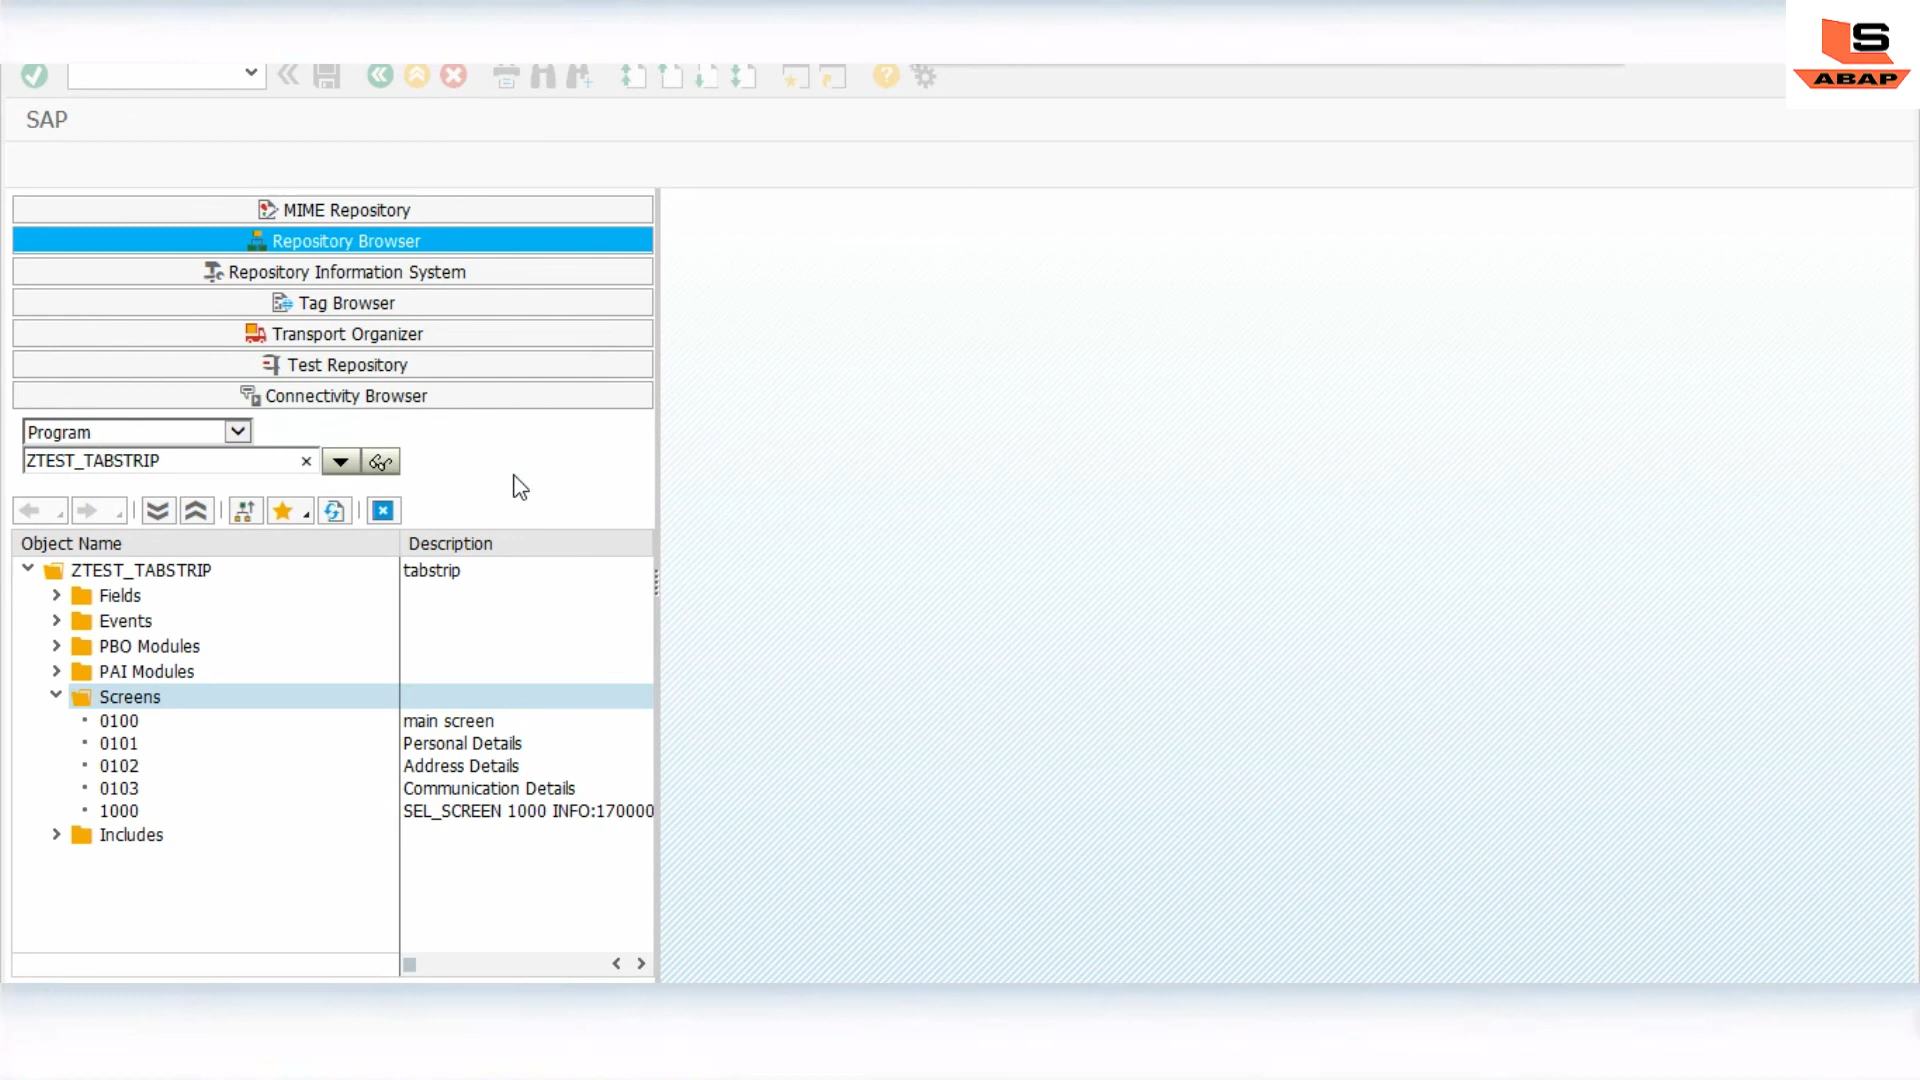 S
ABAP
SAP
MIME Repository
Repository Browser
Repository Information System
Tag Browser
Transport Organizer
Test Repository
Connectivity Browser
Program
ZTEST_TABSTRIP
Object Name Description
ZTEST_TABSTRIP tabstrip
Fields
Events
PBO Modules
PAI Modules
Screens
0100 main screen
0101 Personal Details
0102 Address Details
0103 Communication Details
1000 SEL_SCREEN 1000 INFO:170000
Includes